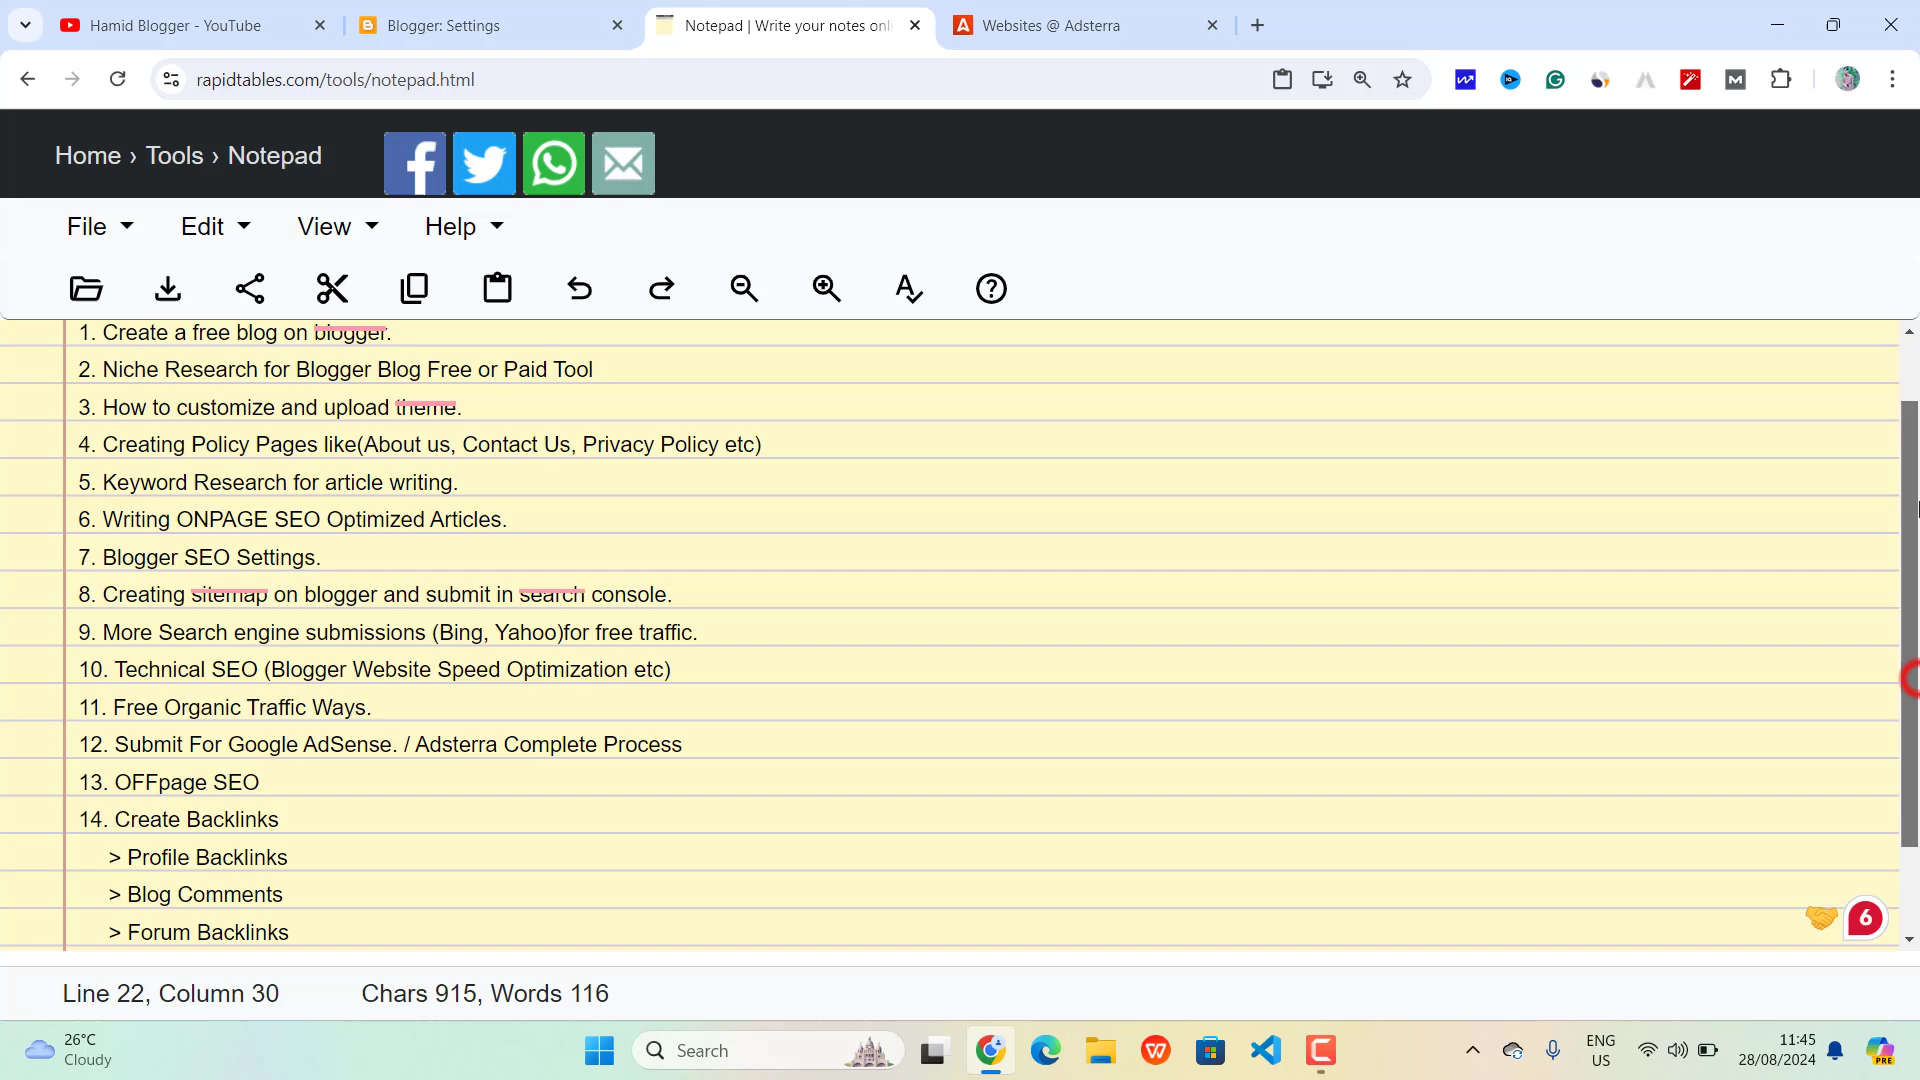 Hamid Blogger - YouTube
Blogger: Settings
Notepad | Write your notes onl
Websites @ Adsterra
rapidtables.com/tools/notepad.html
Home › Tools › Notepad
File Edit View Help
1. Create a free blog on blogger.
2. Niche Research for Blogger Blog Free or Paid Tool
3. How to customize and upload theme.
4. Creating Policy Pages like(About us, Contact Us, Privacy Policy etc)
5. Keyword Research for article writing.
6. Writing ONPAGE SEO Optimized Articles.
7. Blogger SEO Settings.
8. Creating sitemap on blogger and submit in search console.
9. More Search engine submissions (Bing, Yahoo)for free traffic.
10. Technical SEO (Blogger Website Speed Optimization etc)
11. Free Organic Traffic Ways.
12. Submit For Google AdSense. / Adsterra Complete Process
13. OFFpage SEO
14. Create Backlinks
> Profile Backlinks
> Blog Comments
> Forum Backlinks
6
Line 22, Column 30 Chars 915, Words 116
26°C
Cloudy
Search
ENG
US
11:45
28/08/2024
PRE